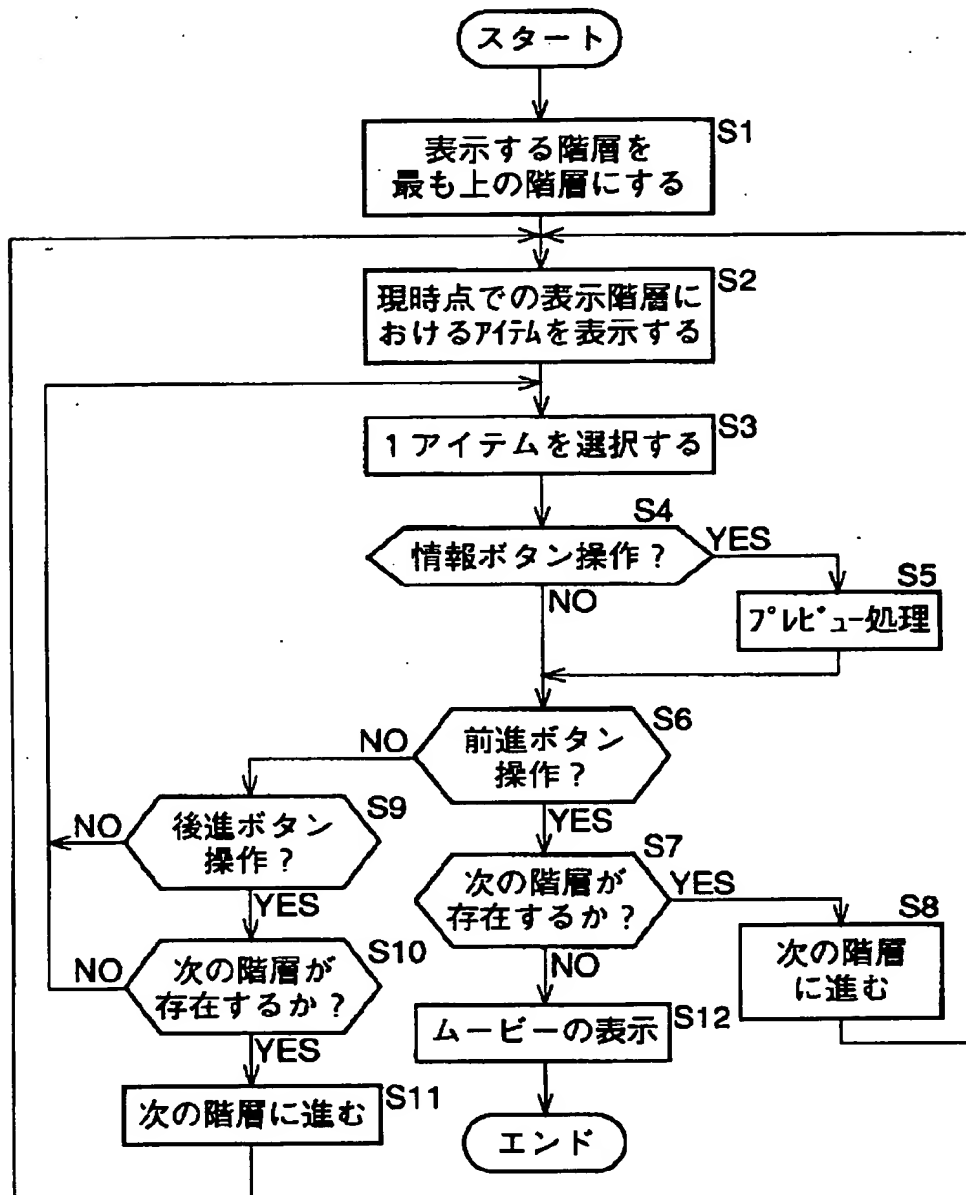 スタート
S1
表示する階層を
最も上の階層にする
S2
現時点での表示階層に
おけるアイテムを表示する
S3
1アイテムを選択する
S4
情報ボタン操作？
YES
NO
S5
プレビュー処理
S6
前進ボタン
操作？
NO
YES
S9
後進ボタン
操作？
NO
YES
S7
次の階層が
存在するか？
YES
NO
S8
次の階層
に進む
S10
次の階層が
存在するか？
NO
YES
S12
ムービーの表示
S11
次の階層に進む
エンド